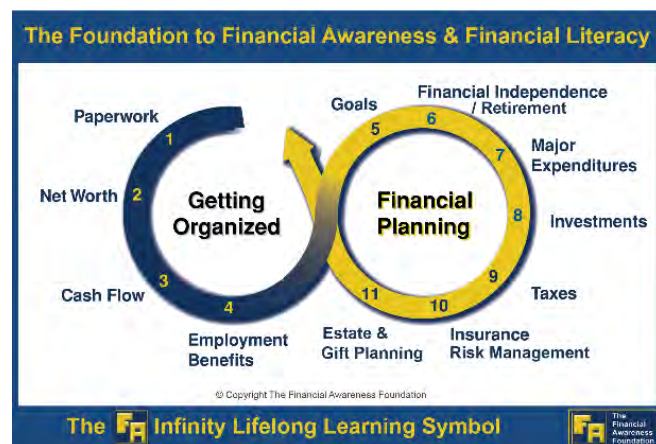 The Foundation to Financial Awareness & Financial Literacy
Paperwork
1
Net Worth
2
Cash Flow
3
4
Employment
Benefits
Getting
Organized
Goals
5
Financial Independence
/ Retirement
6
7
Major
Expenditures
8
Investments
9
Taxes
10
Insurance
Risk Management
11
Estate &
Gift Planning
Financial
Planning
© Copyright The Financial Awareness Foundation
The FA Infinity Lifelong Learning Symbol
FA
The
Financial
Awareness
Foundation